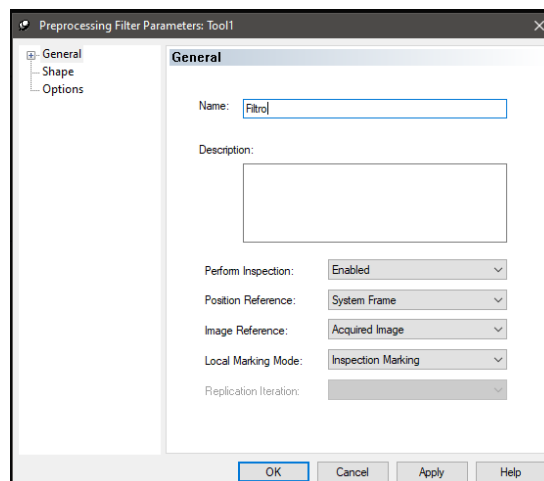 Preprocessing Filter Parameters: Tool1
General
Shape
Options
General
Name: Filtro
Description:
Perform Inspection: Enabled
Position Reference: System Frame
Image Reference: Acquired Image
Local Marking Mode: Inspection Marking
Replication Iteration:
OK Cancel Apply Help